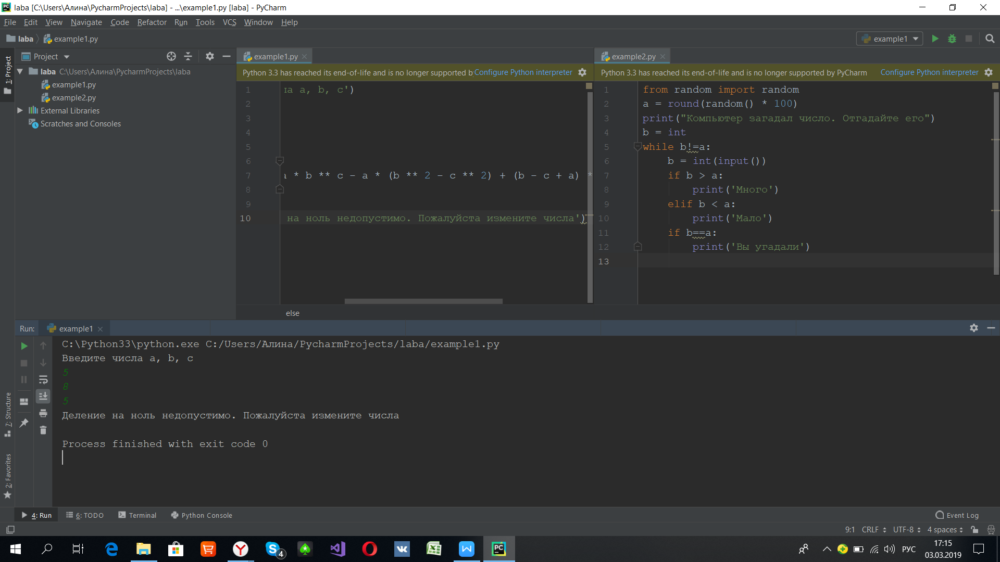 laba [C:\Users\Алина\PycharmProjects\laba] - ...\example1.py [laba] - PyCharm
File Edit View Navigate Code Refactor Run Tools VCS Window Help
laba example1.py
example1
1: Project
Project
laba C:\Users\Алина\PycharmProjects\laba
example1.py
example2.py
External Libraries
Scratches and Consoles
example1.py
Python 3.3 has reached its end-of-life and is no longer supported by Configure Python interpreter
1 а a, b, c')
2
3
4
5
6
7 * b ** c - a * (b ** 2 - c ** 2) + (b - c + a) *
8
9
10 на ноль недопустимо. Пожалуйста измените числа')
else
example2.py
Python 3.3 has reached its end-of-life and is no longer supported by PyCharm Configure Python interpreter
1 from random import random
2 a = round(random() * 100)
3 print("Компьютер загадал число. Отгадайте его")
4 b = int
5 while b!=a:
6 b = int(input())
7 if b > a:
8 print('Много')
9 elif b < a:
10 print('Мало')
11 if b==a:
12 print('Вы угадали')
13
Run: example1
C:\Python33\python.exe C:/Users/Алина/PycharmProjects/laba/example1.py
Введите числа a, b, c
5
8
5
Деление на ноль недопустимо. Пожалуйста измените числа
Process finished with exit code 0
7: Structure
2: Favorites
4: Run 6: TODO Terminal Python Console Event Log
9:1 CRLF UTF-8 4 spaces
4
PC
РУС
17:15
03.03.2019